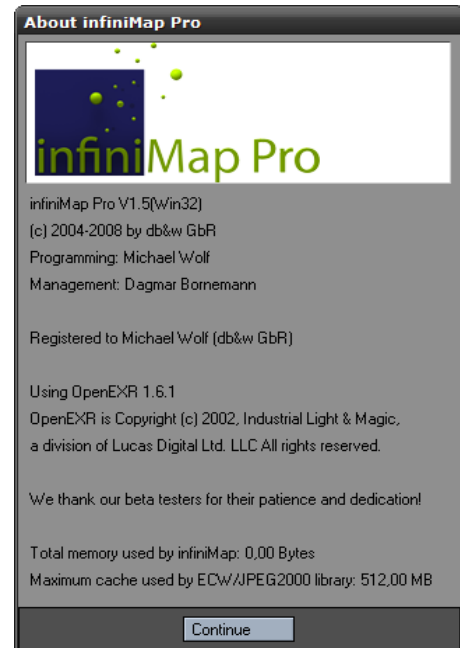 About infiniMap Pro
infiniMap Pro
infiniMap Pro V1.5(Win32)
(c) 2004-2008 by db&w GbR
Programming: Michael Wolf
Management: Dagmar Bornemann
Registered to Michael Wolf (db&w GbR)
Using OpenEXR 1.6.1
OpenEXR is Copyright (c) 2002, Industrial Light & Magic,
a division of Lucas Digital Ltd. LLC All rights reserved.
We thank our beta testers for their patience and dedication!
Total memory used by infiniMap: 0,00 Bytes
Maximum cache used by ECW/JPEG2000 library: 512,00 MB
Continue